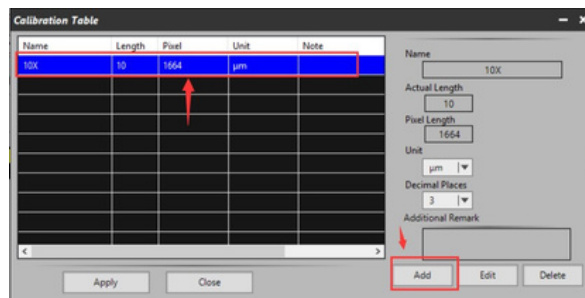 Calibration Table
Name Length Pixel Unit Note
10X 10 1664 μm
Name
10X
Actual Length
10
Pixel Length
1664
Unit
μm
Decimal Places
3
Additional Remark
Add Edit Delete
Apply Close